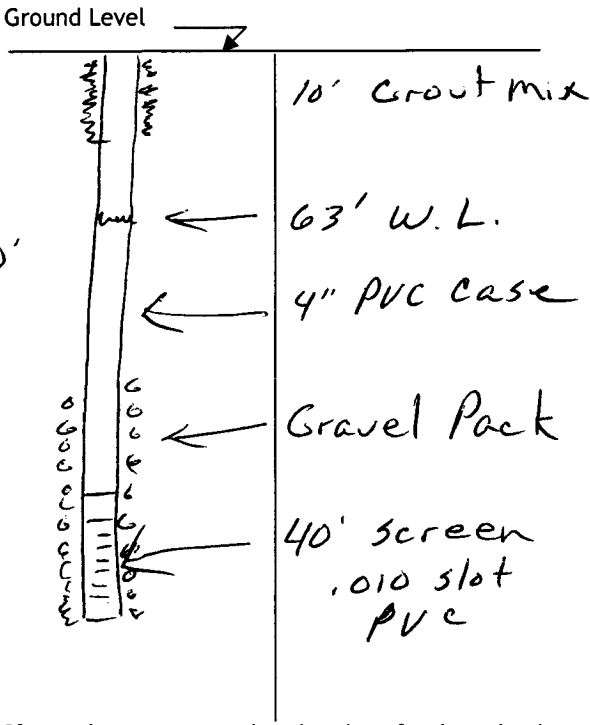 Ground Level
10' Grout mix
63' W.L.
4" PVC Case
Gravel Pack
40' screen
.010 slot
PVC